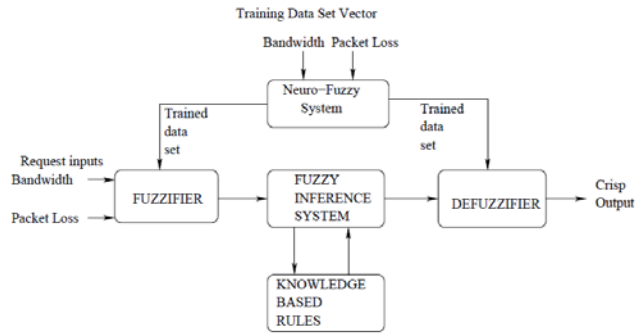 Training Data Set Vector
Bandwidth Packet Loss
Neuro-Fuzzy
System
Trained
data
set
Trained
data
set
Request inputs
Bandwidth
Packet Loss
FUZZIFIER
FUZZY
INFERENCE
SYSTEM
DEFUZZIFIER
Crisp
Output
KNOWLEDGE
BASED
RULES